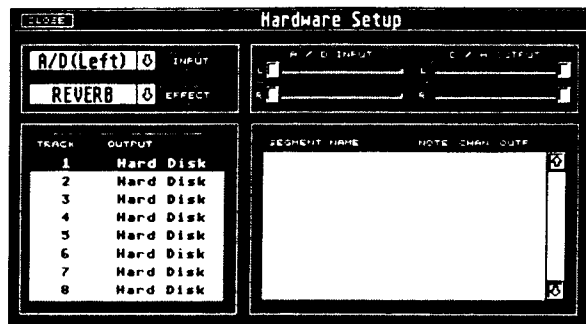 CLOSE
Hardware Setup
A/D(Left) INPUT
REVERB EFFECT
A / D INPUT
L
R
D / A OUTPUT
L
R
TRACK OUTPUT
1 Hard Disk
2 Hard Disk
3 Hard Disk
4 Hard Disk
5 Hard Disk
6 Hard Disk
7 Hard Disk
8 Hard Disk
SEGMENT NAME NOTE CHAN OUTP